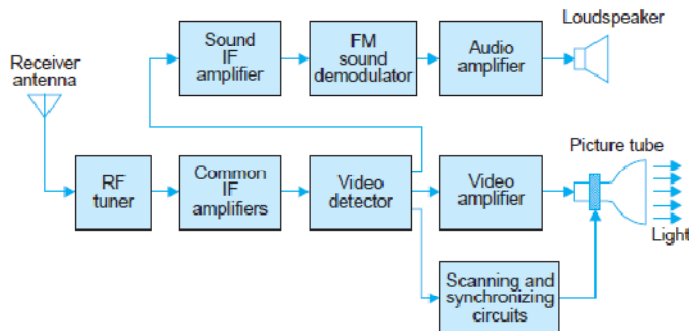 Loudspeaker
Sound
IF
amplifier
FM
sound
demodulator
Audio
amplifier
Receiver
antenna
Picture tube
RF
tuner
Common
IF
amplifiers
Video
detector
Video
amplifier
Light
Scanning and
synchronizing
circuits